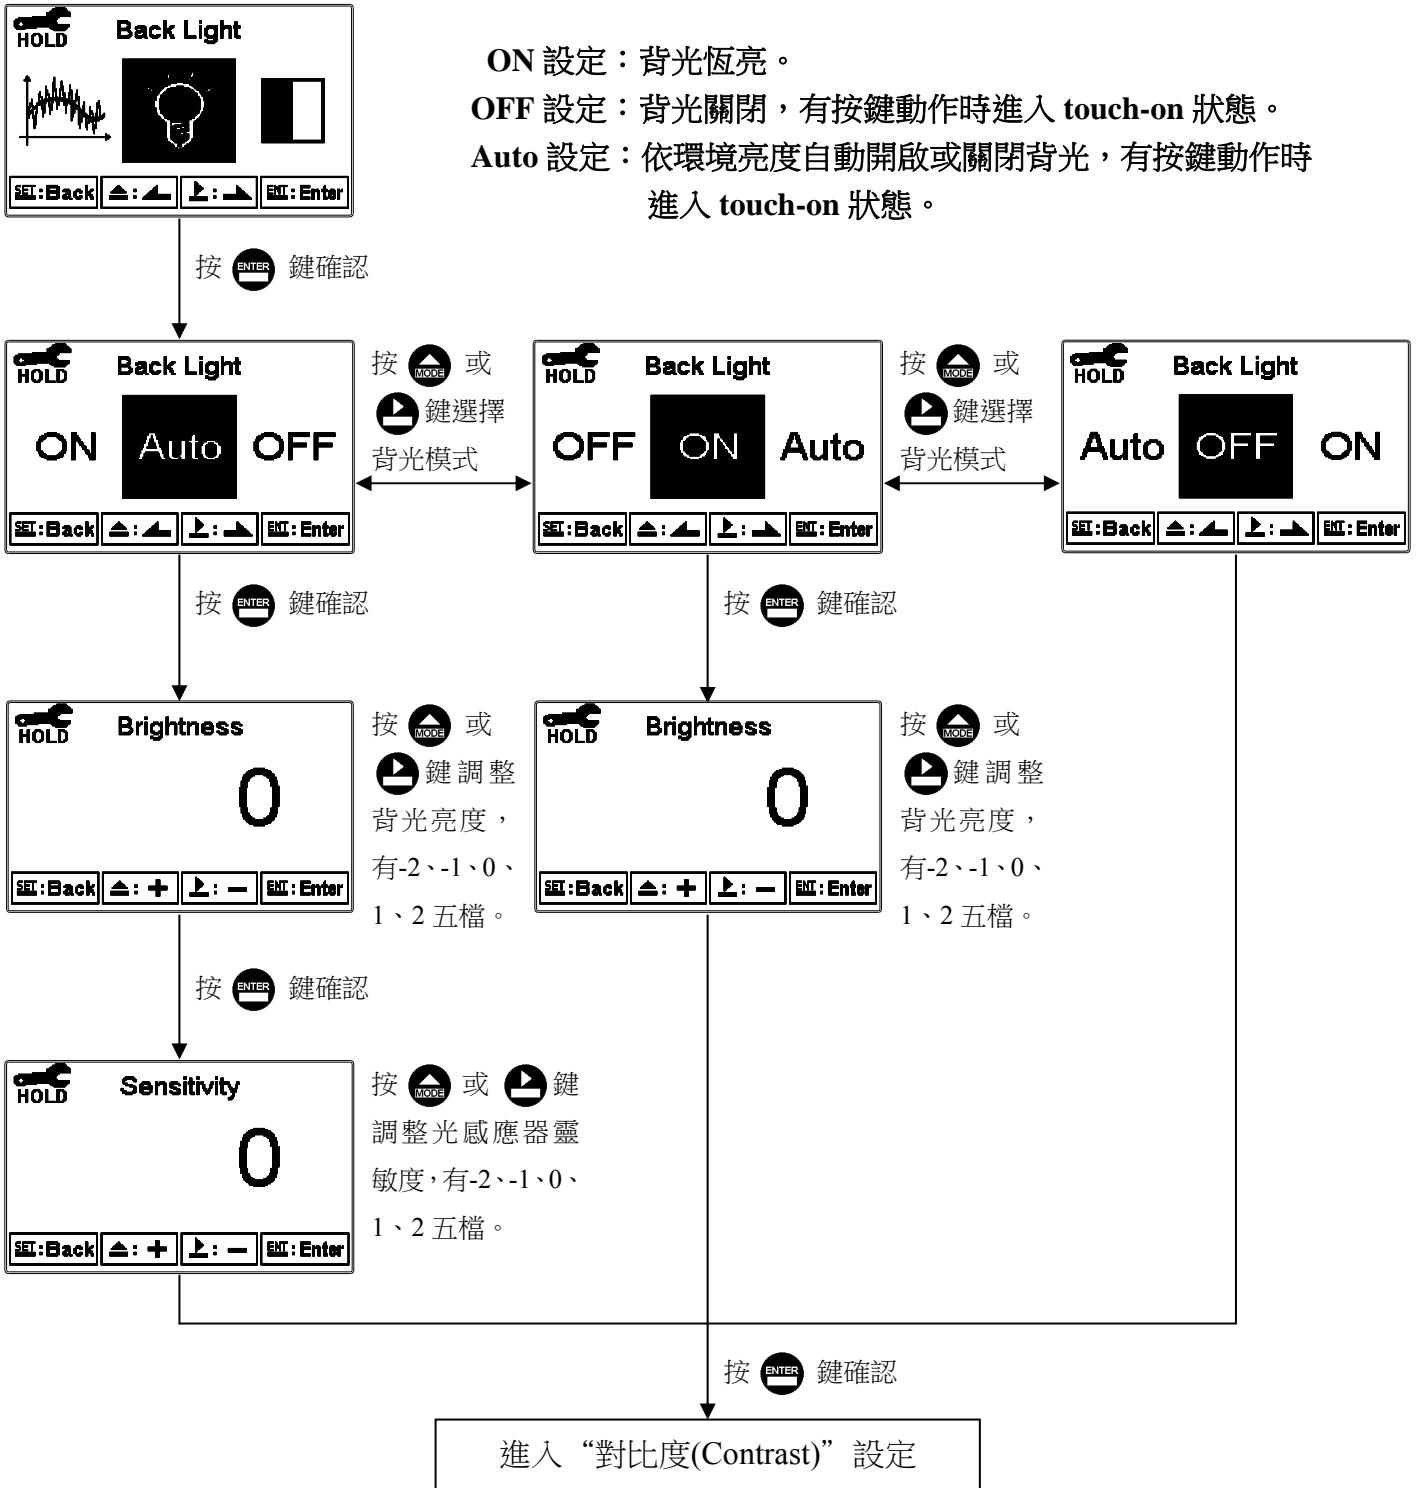 HOLD Back Light
SET:Back ▲: ▶: ENT:Enter
ON 設定：背光恆亮。
OFF 設定：背光關閉，有按鍵動作時進入 touch-on 狀態。
Auto 設定：依環境亮度自動開啟或關閉背光，有按鍵動作時
進入 touch-on 狀態。
按 ENTER 鍵確認
HOLD Back Light
ON Auto OFF
SET:Back ▲: ▶: ENT:Enter
按 MODE 或
鍵選擇
背光模式
HOLD Back Light
OFF ON Auto
SET:Back ▲: ▶: ENT:Enter
按 MODE 或
鍵選擇
背光模式
HOLD Back Light
Auto OFF ON
SET:Back ▲: ▶: ENT:Enter
按 ENTER 鍵確認
按 ENTER 鍵確認
HOLD Brightness
0
SET:Back ▲:+ ▶:− ENT:Enter
按 MODE 或
鍵調整
背光亮度，
有-2、-1、0、
1、2 五檔。
HOLD Brightness
0
SET:Back ▲:+ ▶:− ENT:Enter
按 MODE 或
鍵調整
背光亮度，
有-2、-1、0、
1、2 五檔。
按 ENTER 鍵確認
HOLD Sensitivity
0
SET:Back ▲:+ ▶:− ENT:Enter
按 MODE 或 鍵
調整光感應器靈
敏度，有-2、-1、0、
1、2 五檔。
按 ENTER 鍵確認
進入“對比度(Contrast)”設定